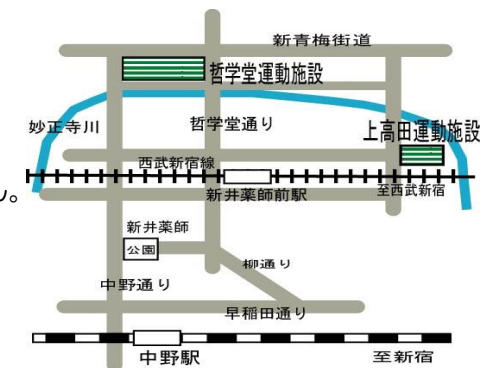 新青梅街道
哲学堂運動施設
妙正寺川
哲学堂通り
上高田運動施設
西武新宿線
新井薬師前駅
至西武新宿
ん。
新井薬師
公園
柳通り
中野通り
早稲田通り
中野駅
至新宿